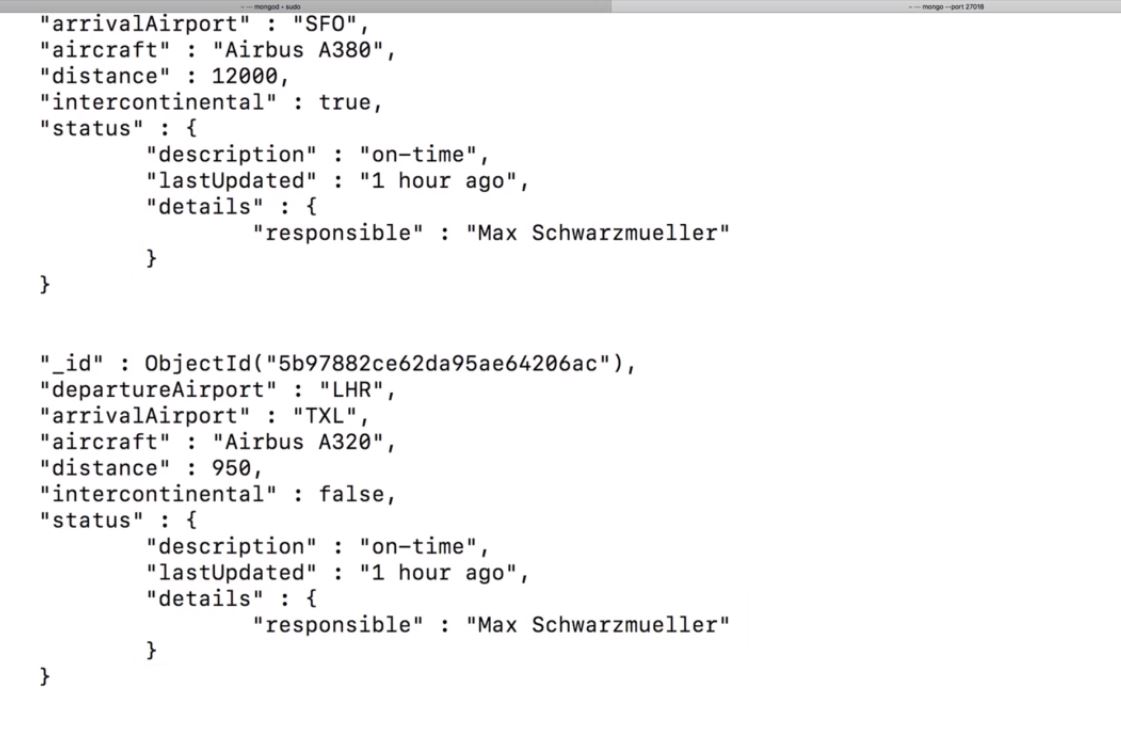 ~ — mongod ‹ sudo
~ — mongo --port 27018
"arrivalAirport" : "SFO",
"aircraft" : "Airbus A380",
"distance" : 12000,
"intercontinental" : true,
"status" : {
"description" : "on-time",
"lastUpdated" : "1 hour ago",
"details" : {
"responsible" : "Max Schwarzmueller"
}
}
"_id" : ObjectId("5b97882ce62da95ae64206ac"),
"departureAirport" : "LHR",
"arrivalAirport" : "TXL",
"aircraft" : "Airbus A320",
"distance" : 950,
"intercontinental" : false,
"status" : {
"description" : "on-time",
"lastUpdated" : "1 hour ago",
"details" : {
"responsible" : "Max Schwarzmueller"
}
}